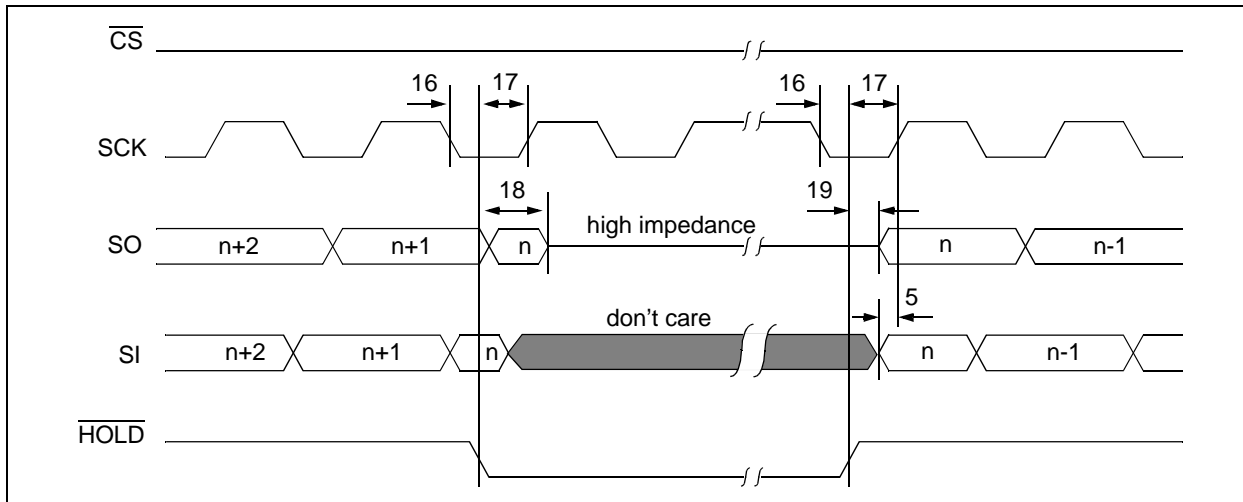 CS
16 17 16 17
SCK
18 19
high impedance
SO n+2 n+1 n n n-1
5
don't care
SI n+2 n+1 n n n-1
HOLD